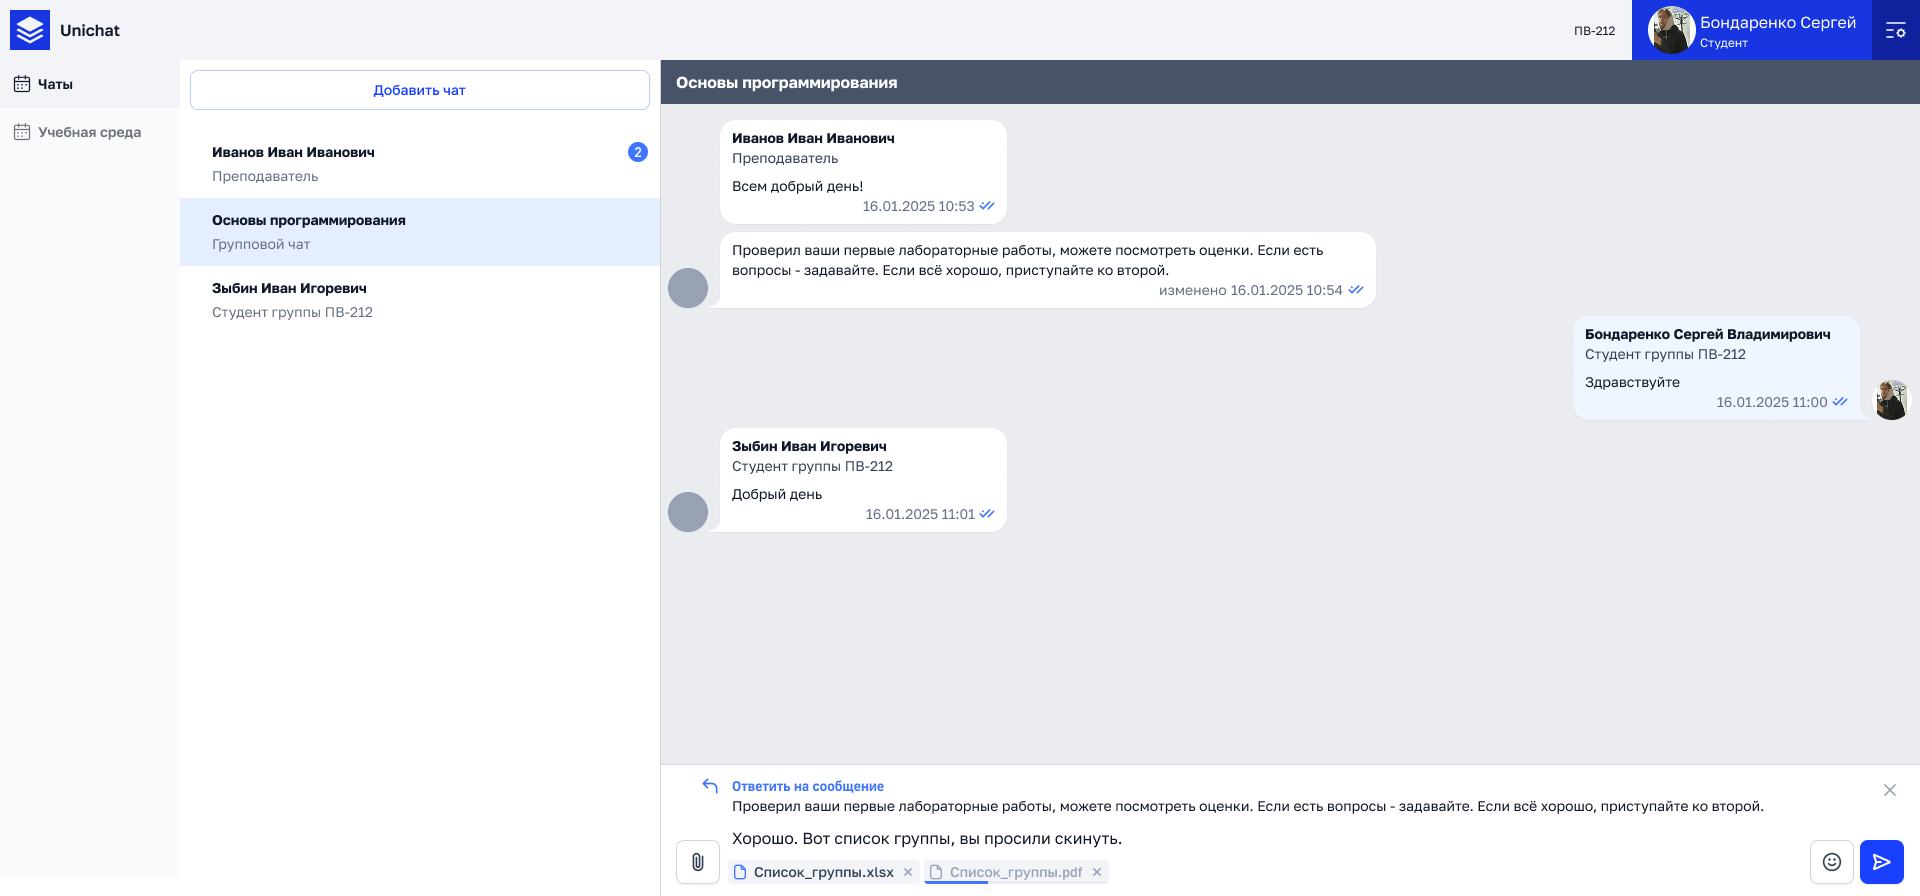 Unichat
ПВ-212
Бондаренко Сергей
Студент
Чаты
Учебная среда
Добавить чат
Иванов Иван Иванович
2
Преподаватель
Основы программирования
Групповой чат
Зыбин Иван Игоревич
Студент группы ПВ-212
Основы программирования
Иванов Иван Иванович
Преподаватель
Всем добрый день!
16.01.2025 10:53
Проверил ваши первые лабораторные работы, можете посмотреть оценки. Если есть
вопросы - задавайте. Если всё хорошо, приступайте ко второй.
изменено 16.01.2025 10:54
Бондаренко Сергей Владимирович
Студент группы ПВ-212
Здравствуйте
16.01.2025 11:00
Зыбин Иван Игоревич
Студент группы ПВ-212
Добрый день
16.01.2025 11:01
Ответить на сообщение
Проверил ваши первые лабораторные работы, можете посмотреть оценки. Если есть вопросы - задавайте. Если всё хорошо, приступайте ко второй.
Хорошо. Вот список группы, вы просили скинуть.
Список_группы.xlsx
Список_группы.pdf